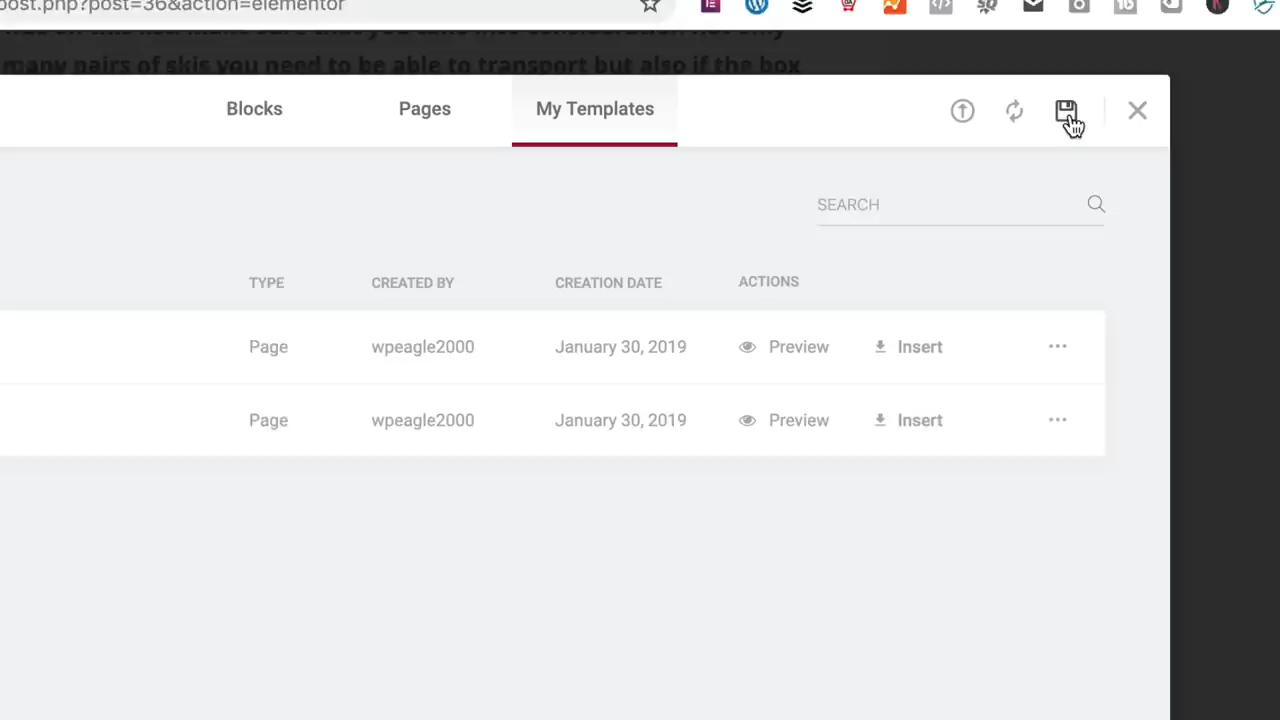 post.php?post=36&action=elementor
many pairs of skis you need to be able to transport but also if the box
Blocks
Pages
My Templates
SEARCH
TYPE
CREATED BY
CREATION DATE
ACTIONS
Page
wpeagle2000
January 30, 2019
Preview
Insert
Page
wpeagle2000
January 30, 2019
Preview
Insert